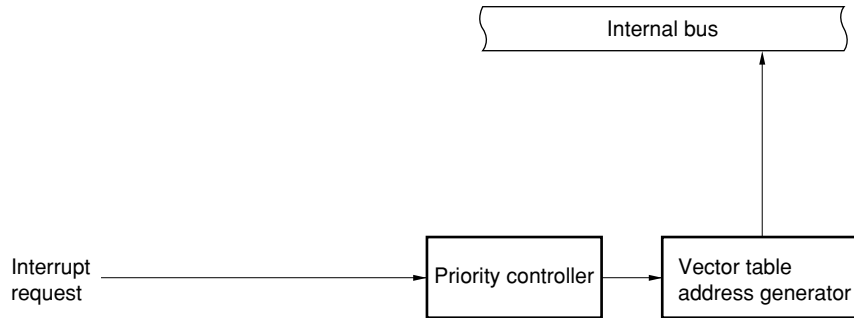 Internal bus
Interrupt
request
Priority controller
Vector table
address generator